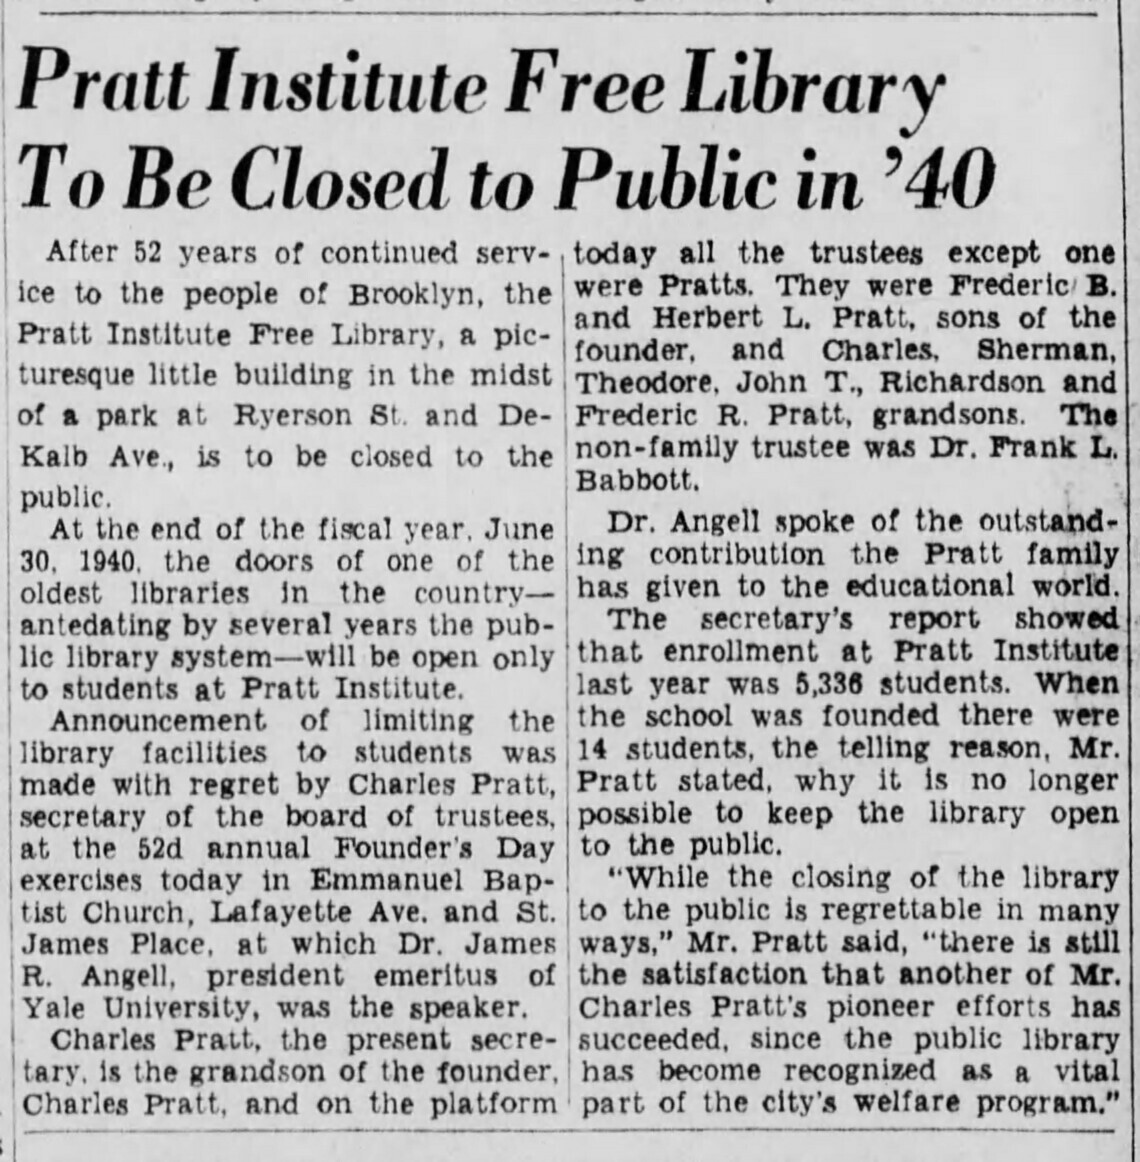 Pratt Institute Free Library
To Be Closed to Public in '40
After 52 years of continued serv-
ice to the people of Brooklyn, the
Pratt Institute Free Library, a pic-
turesque little building in the midst
of a park at Ryerson St. and De-
Kalb Ave., is to be closed to the
public.
At the end of the fiscal year, June
30, 1940, the doors of one of the
oldest libraries in the country—
antedating by several years the pub-
lic library system—will be open only
to students at Pratt Institute.
Announcement of limiting the
library facilities to students was
made with regret by Charles Pratt,
secretary of the board of trustees,
at the 52d annual Founder's Day
exercises today in Emmanuel Bap-
tist Church, Lafayette Ave. and St.
James Place, at which Dr. James
R. Angell, president emeritus of
Yale University, was the speaker.
Charles Pratt, the present secre-
tary, is the grandson of the founder,
Charles Pratt, and on the platform
today all the trustees except one
were Pratts. They were Frederic B.
and Herbert L. Pratt, sons of the
founder, and Charles, Sherman,
Theodore, John T., Richardson and
Frederic R. Pratt, grandsons. The
non-family trustee was Dr. Frank L.
Babbott.
Dr. Angell spoke of the outstand-
ing contribution the Pratt family
has given to the educational world.
The secretary's report showed
that enrollment at Pratt Institute
last year was 5,336 students. When
the school was founded there were
14 students, the telling reason, Mr.
Pratt stated, why it is no longer
possible to keep the library open
to the public.
"While the closing of the library
to the public is regrettable in many
ways," Mr. Pratt said, "there is still
the satisfaction that another of Mr.
Charles Pratt's pioneer efforts has
succeeded, since the public library
has become recognized as a vital
part of the city's welfare program."